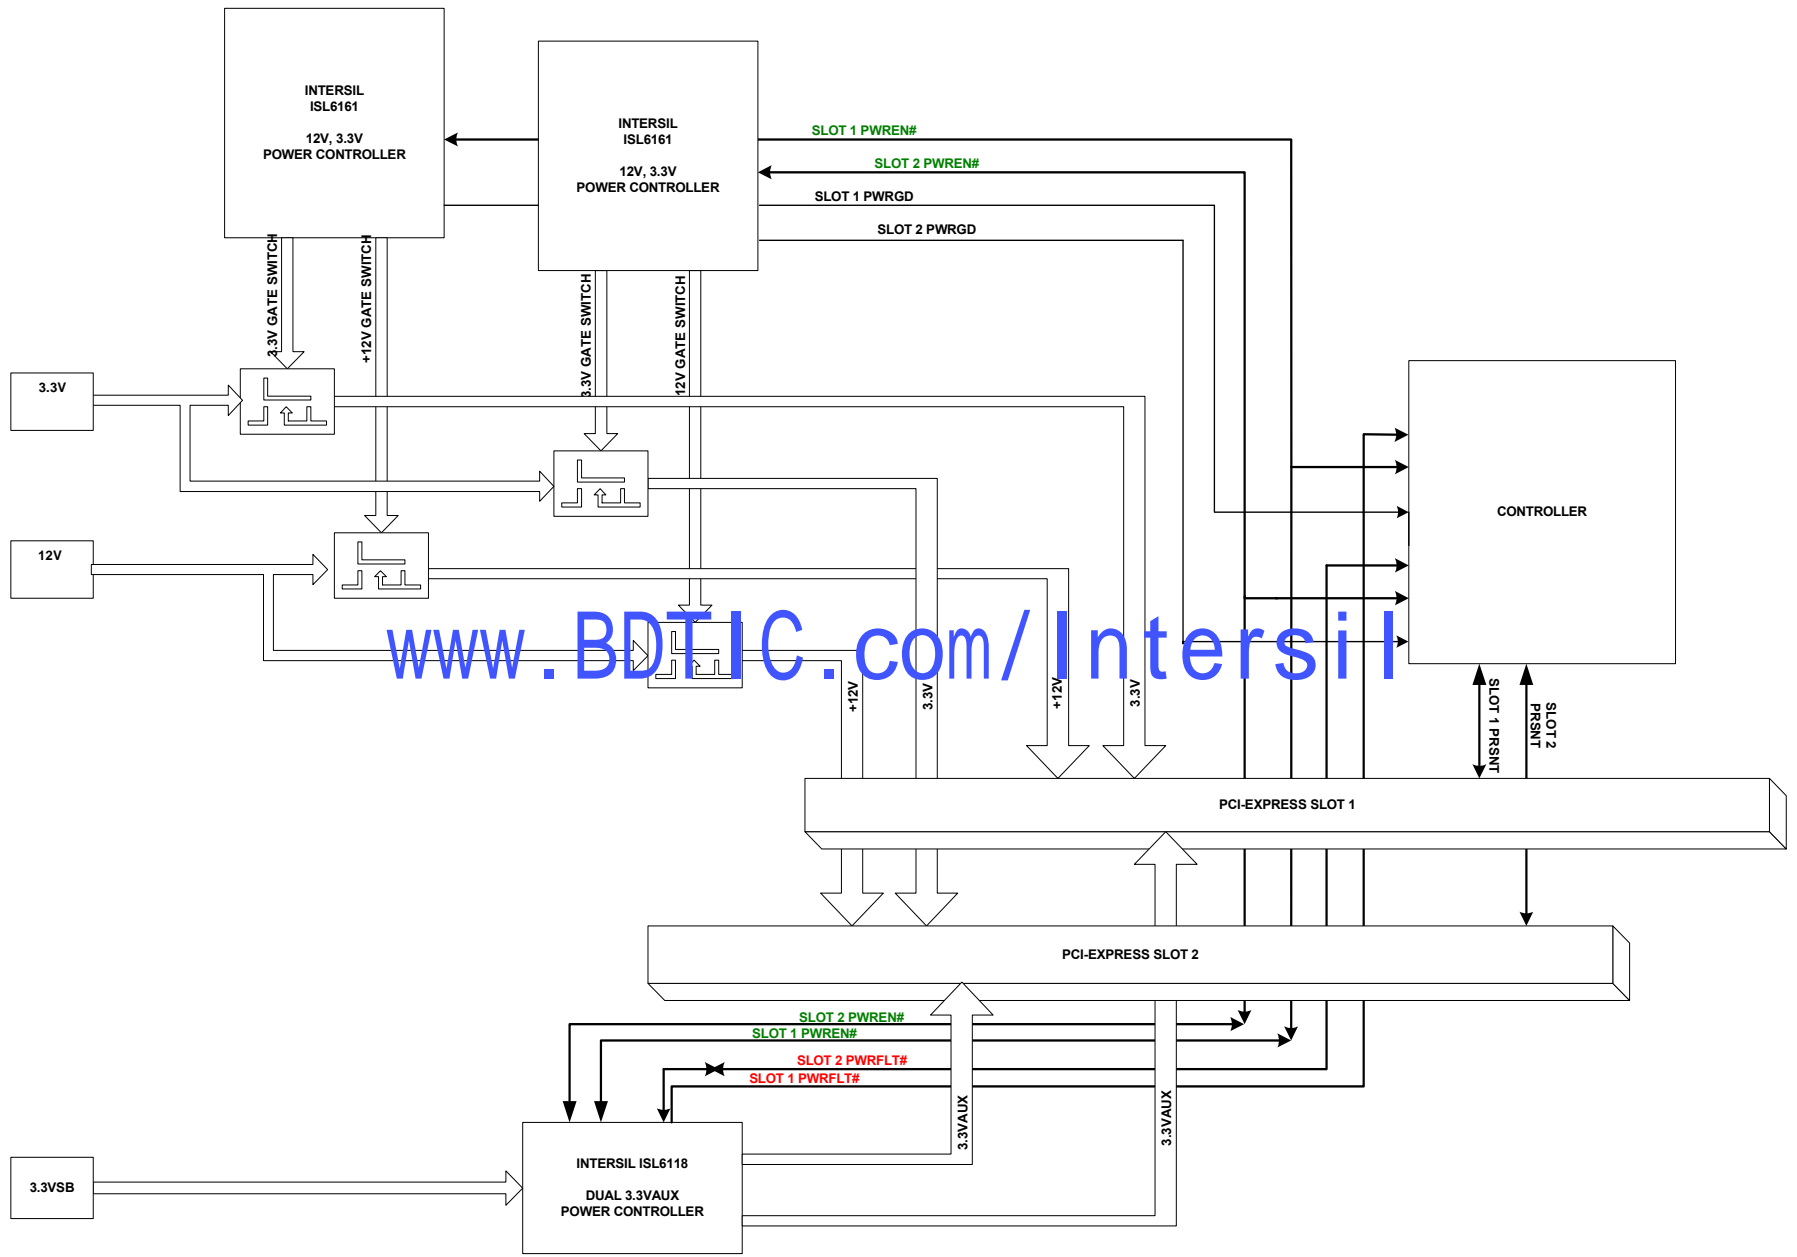 INTERSIL
ISL6161
12V, 3.3V
POWER CONTROLLER
INTERSIL
ISL6161
12V, 3.3V
POWER CONTROLLER
SLOT 1 PWREN#
SLOT 2 PWREN#
SLOT 1 PWRGD
SLOT 2 PWRGD
3.3V GATE SWITCH
+12V GATE SWITCH
3.3V GATE SWITCH
12V GATE SWITCH
3.3V
12V
CONTROLLER
www.BDTIC.com/Intersil
+12V
3.3V
+12V
3.3V
SLOT 1 PRSNT
SLOT 2
PRSNT
PCI-EXPRESS SLOT 1
PCI-EXPRESS SLOT 2
SLOT 2 PWREN#
SLOT 1 PWREN#
SLOT 2 PWRFLT#
SLOT 1 PWRFLT#
3.3VAUX
3.3VAUX
3.3VSB
INTERSIL ISL6118
DUAL 3.3VAUX
POWER CONTROLLER